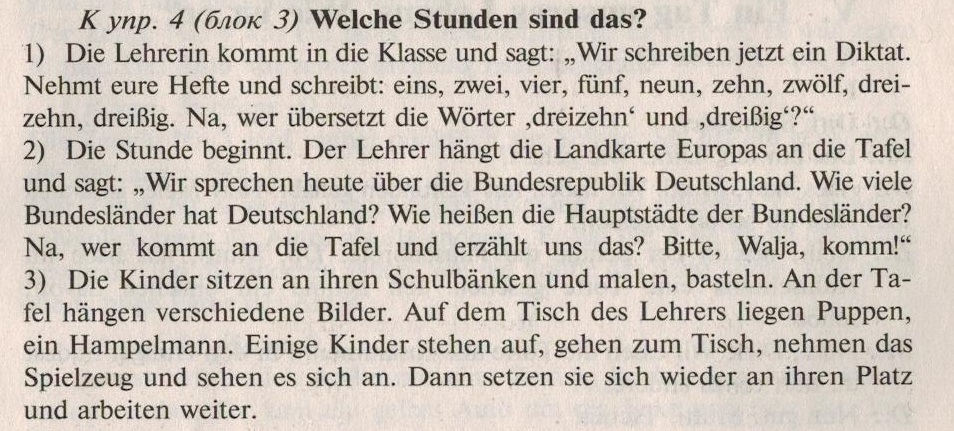 К упр. 4 (блок 3) Welche Stunden sind das?
1) Die Lehrerin kommt in die Klasse und sagt: „Wir schreiben jetzt ein Diktat.
Nehmt eure Hefte und schreibt: eins, zwei, vier, fünf, neun, zehn, zwölf, drei-
zehn, dreißig. Na, wer übersetzt die Wörter ‚dreizehn‘ und ‚dreißig‘?“
2) Die Stunde beginnt. Der Lehrer hängt die Landkarte Europas an die Tafel
und sagt: „Wir sprechen heute über die Bundesrepublik Deutschland. Wie viele
Bundesländer hat Deutschland? Wie heißen die Hauptstädte der Bundesländer?
Na, wer kommt an die Tafel und erzählt uns das? Bitte, Walja, komm!“
3) Die Kinder sitzen an ihren Schulbänken und malen, basteln. An der Ta-
fel hängen verschiedene Bilder. Auf dem Tisch des Lehrers liegen Puppen,
ein Hampelmann. Einige Kinder stehen auf, gehen zum Tisch, nehmen das
Spielzeug und sehen es sich an. Dann setzen sie sich wieder an ihren Platz
und arbeiten weiter.